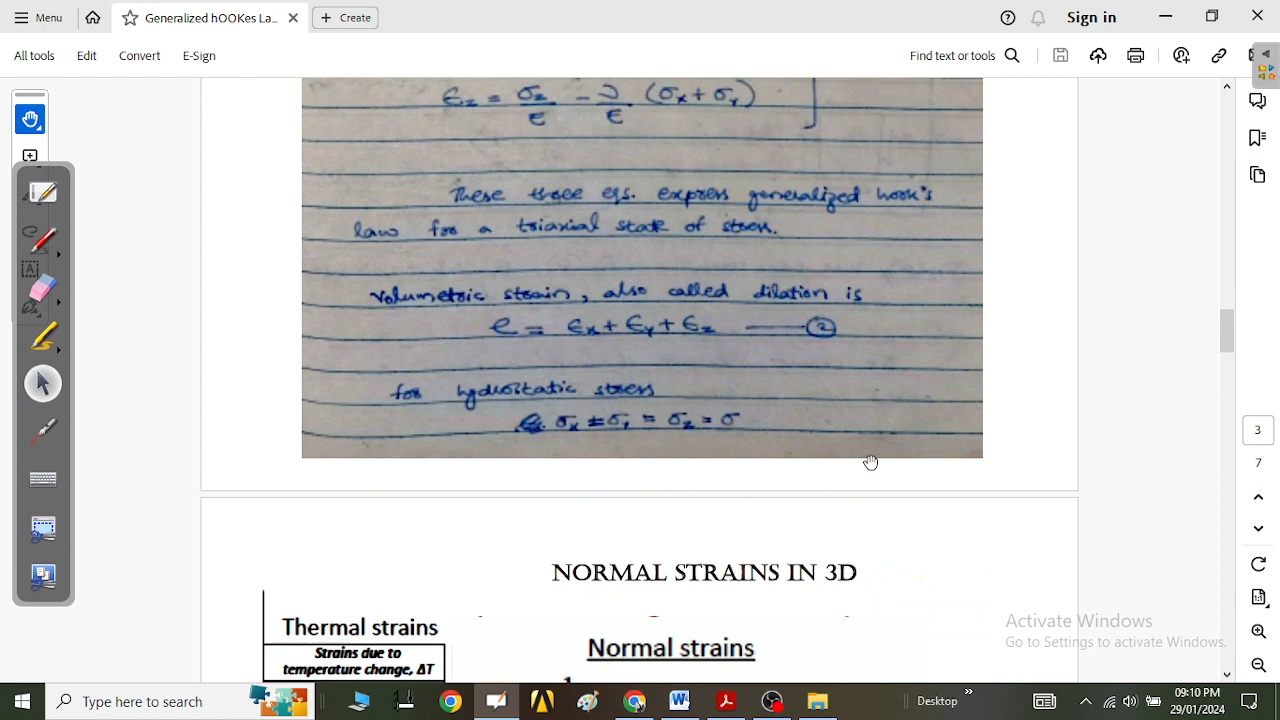 Menu
Generalized hOOKes La...
Create
Sign in
All tools Edit Convert E-Sign
Find text or tools
ϵz = σz/E − ν/E (σx + σy)
These three eqs. express generalized hook's
law for a triaxial state of stress.
Volumetric strain, also called dilation is
e = ϵx + ϵy + ϵz — ②
for hydrostatic stress
σx = σy = σz = σ
3
7
NORMAL STRAINS IN 3D
Thermal strains
Strains due to
temperature change, ΔT
Normal strains
Activate Windows
Go to Settings to activate Windows.
Type here to search
Desktop
09:10 PM
29/01/2024